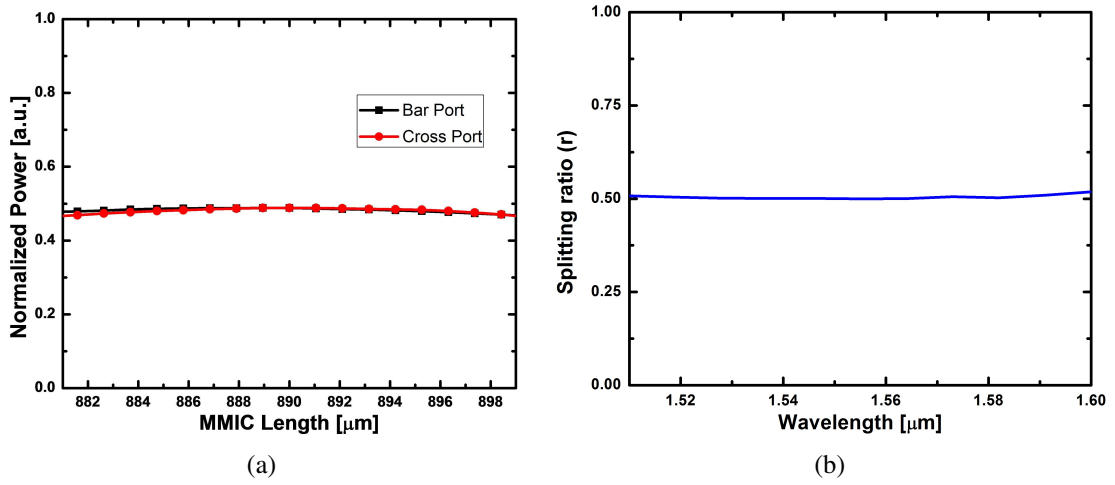 1.0
0.8
0.6
0.4
0.2
0.0
Normalized Power [a.u.]
Bar Port
Cross Port
882 884 886 888 890 892 894 896 898
MMIC Length [μm]
(a)
1.00
0.75
0.50
0.25
0.00
Splitting ratio (r)
1.52 1.54 1.56 1.58 1.60
Wavelength [μm]
(b)